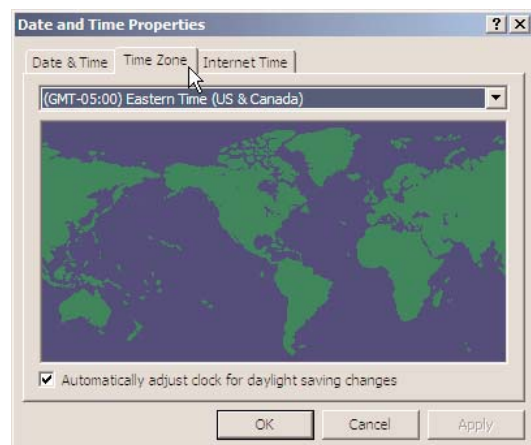 Date and Time Properties
Date & Time Time Zone Internet Time
(GMT-05:00) Eastern Time (US & Canada)
Automatically adjust clock for daylight saving changes
OK Cancel Apply